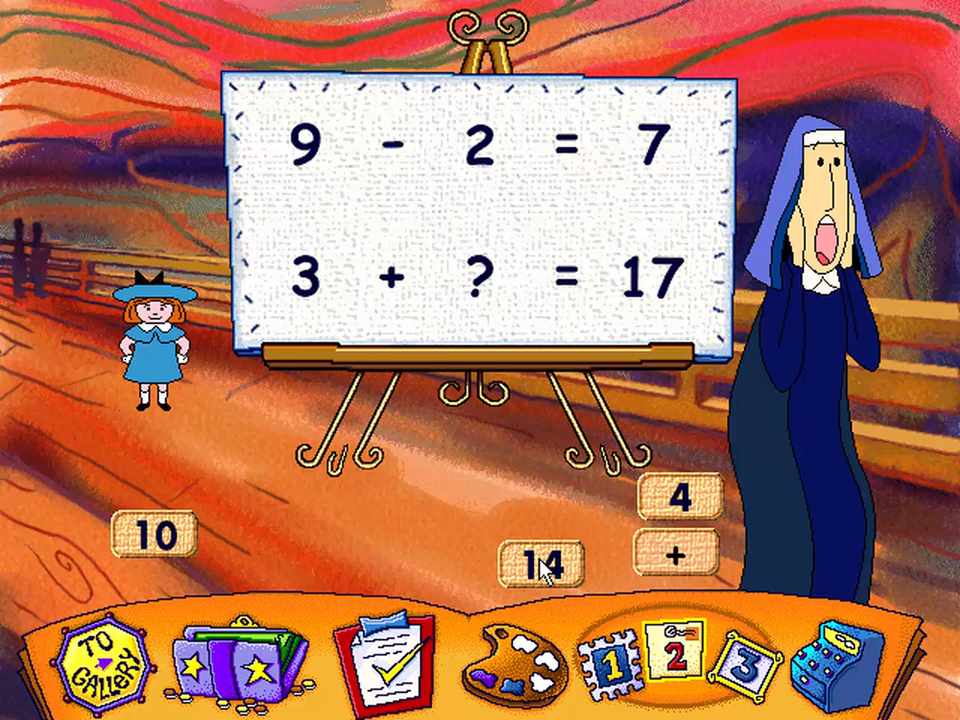 9 - 2 = 7
3 + ? = 17
4
10
14
+
TO GALLERY
1
2
3